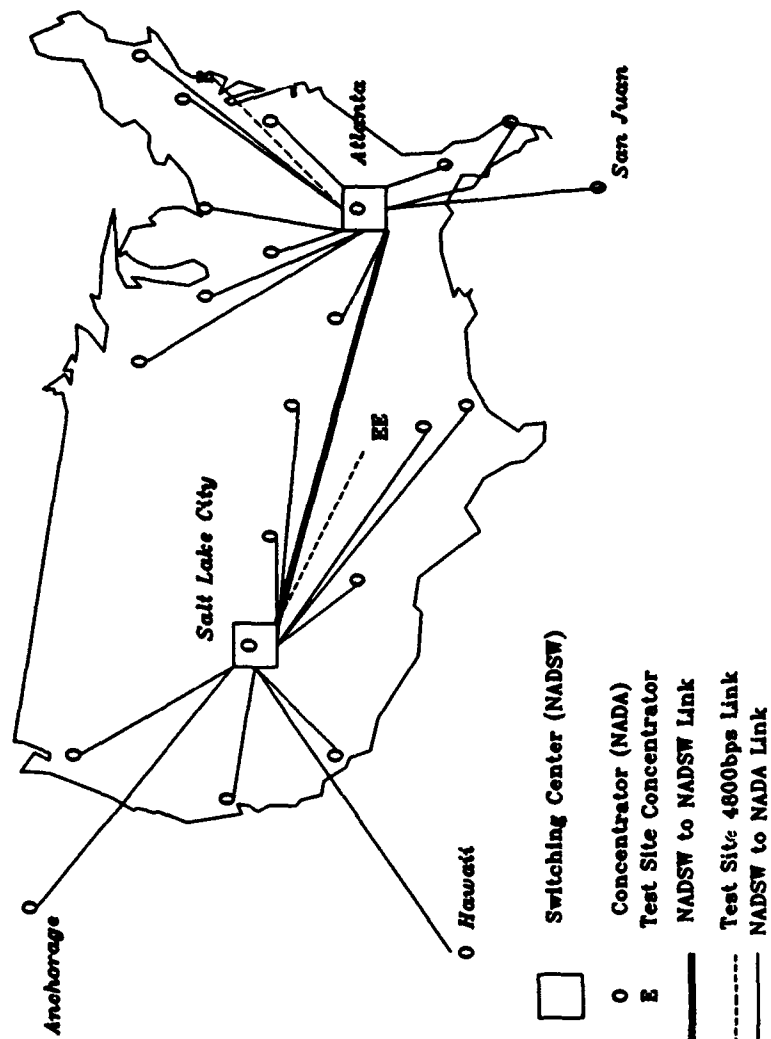 Anchorage
Hawaii
Salt Lake City
EE
E
Atlanta
San Juan
Switching Center (NADSW)
O Concentrator (NADA)
E Test Site Concentrator
NADSW to NADSW Link
Test Site 4800bps Link
NADSW to NADA Link